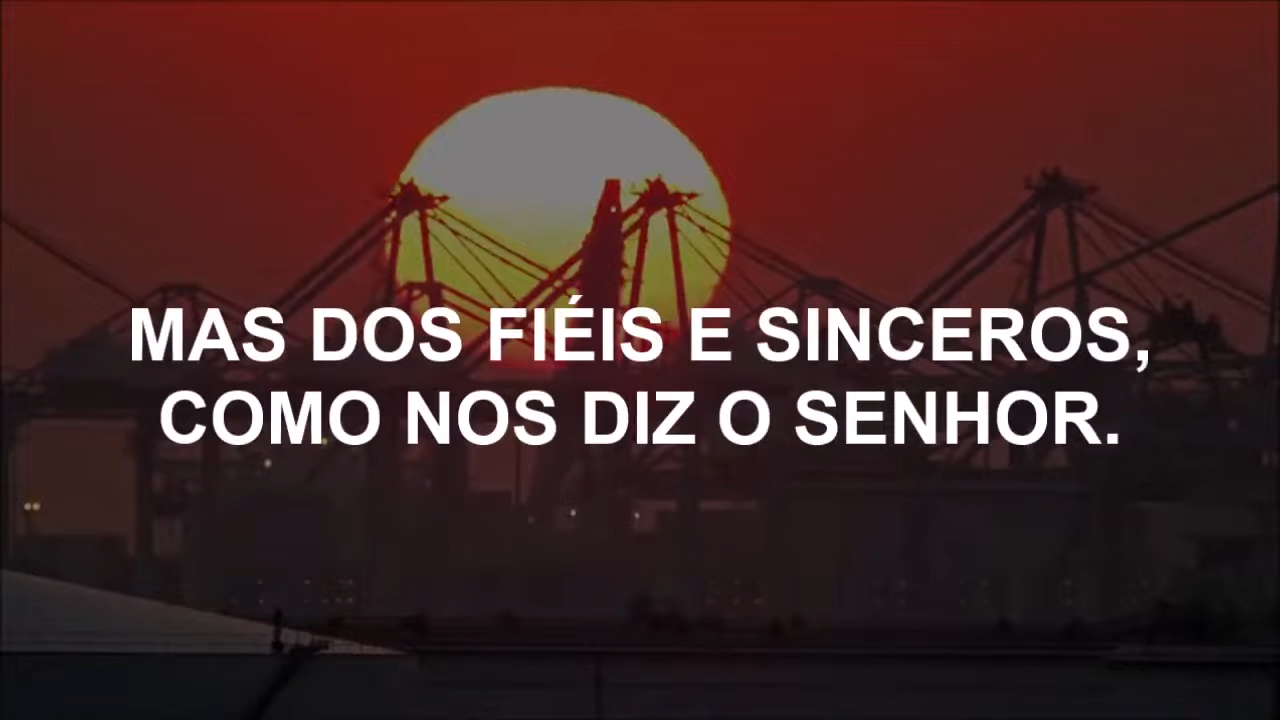 MAS DOS FIÉIS E SINCEROS,
COMO NOS DIZ O SENHOR.